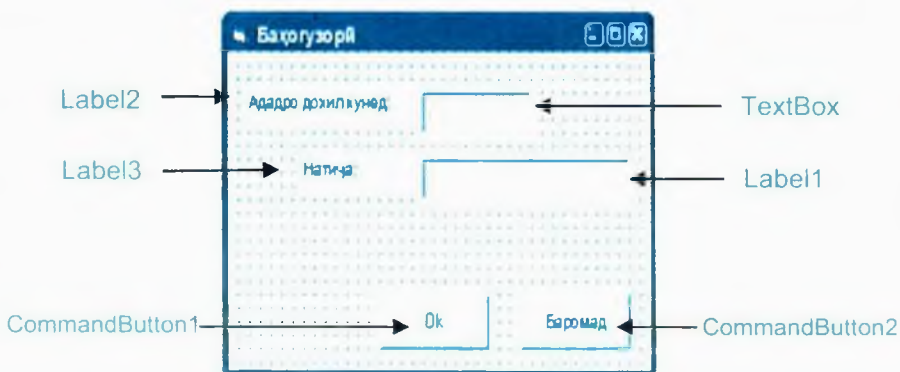 Баҳогузорӣ
Label2
Ададро дохил кунед:
TextBox
Label3
Натиҷа:
Label1
CommandButton1
Ok
Баромад
CommandButton2